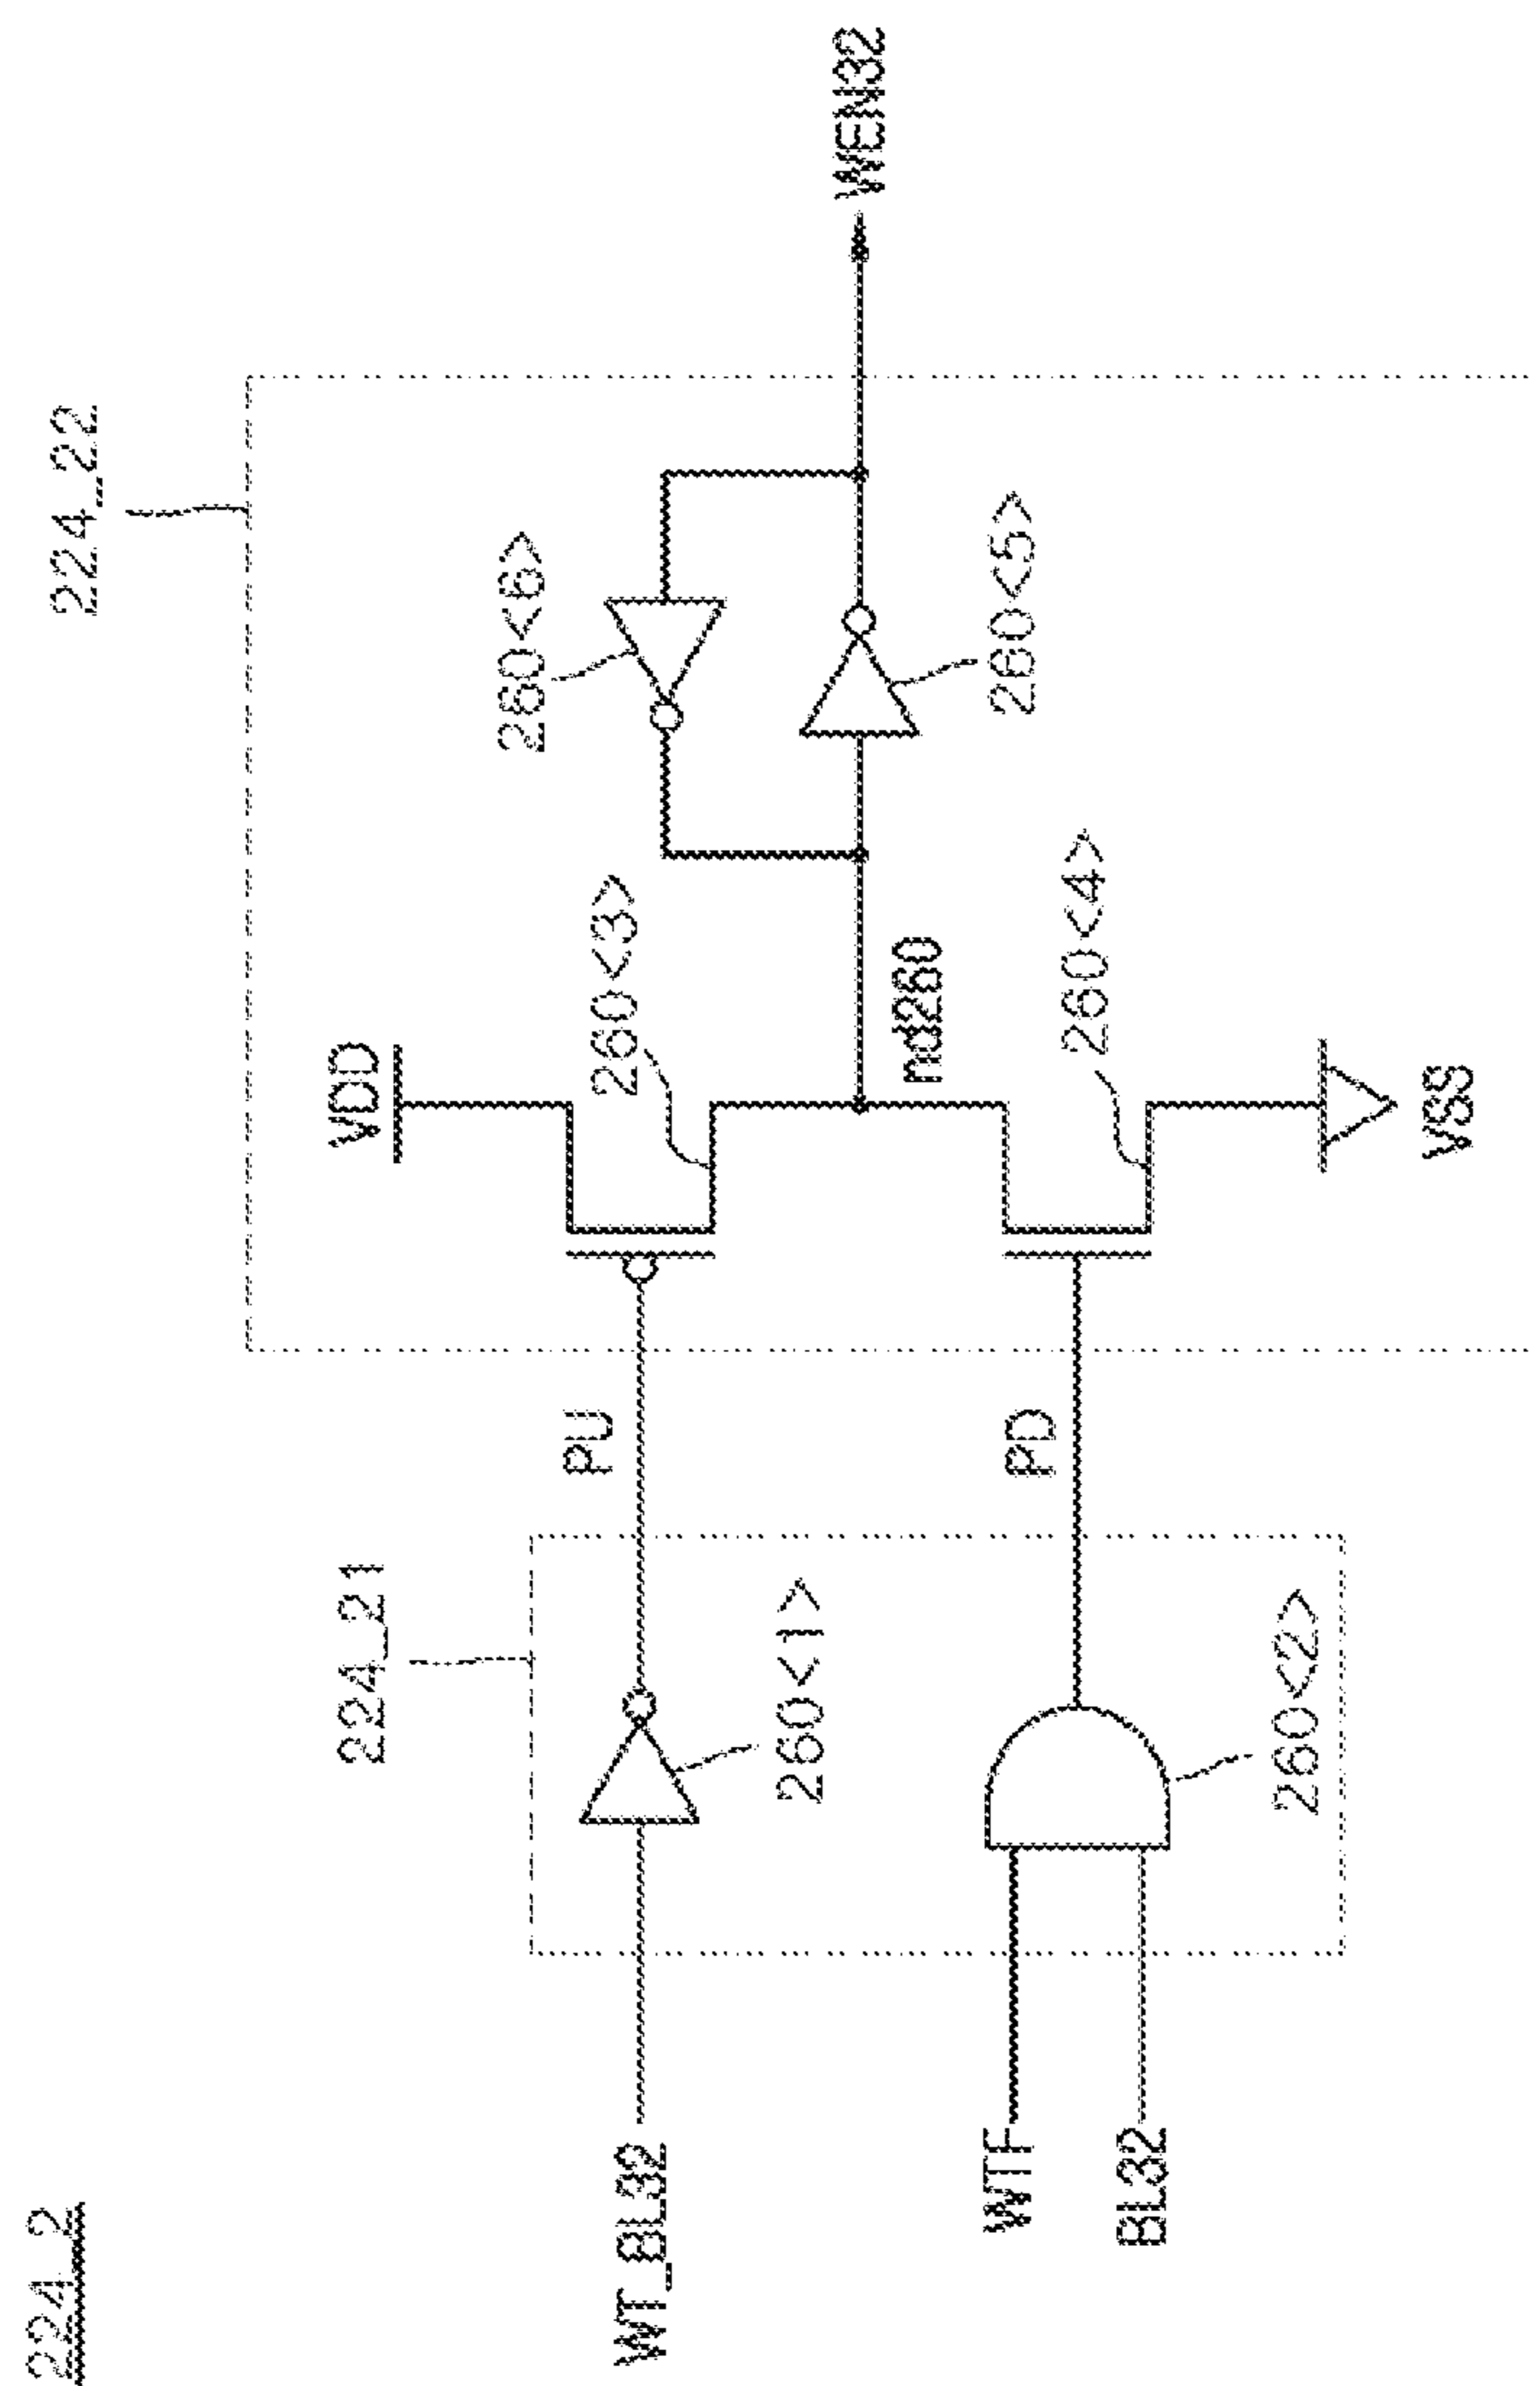 224_2
224_22
224_21
VDD
PU
260<3>
260<6>
WT_BL32
260<1>
nd260
WEN32
260<5>
WTF
BL32
PD
260<4>
260<2>
VSS